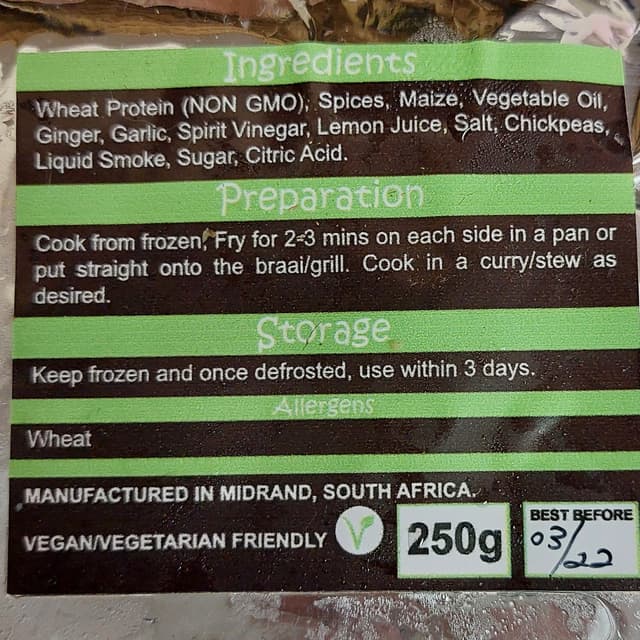 Ingredients
Wheat Protein (NON GMO), Spices, Maize, Vegetable Oil,
Ginger, Garlic, Spirit Vinegar, Lemon Juice, Salt, Chickpeas,
Liquid Smoke, Sugar, Citric Acid.
Preparation
Cook from frozen, Fry for 2-3 mins on each side in a pan or
put straight onto the braai/grill. Cook in a curry/stew as
desired.
Storage
Keep frozen and once defrosted, use within 3 days.
Allergens
Wheat
MANUFACTURED IN MIDRAND, SOUTH AFRICA.
VEGAN/VEGETARIAN FRIENDLY V 250g
BEST BEFORE
03/22